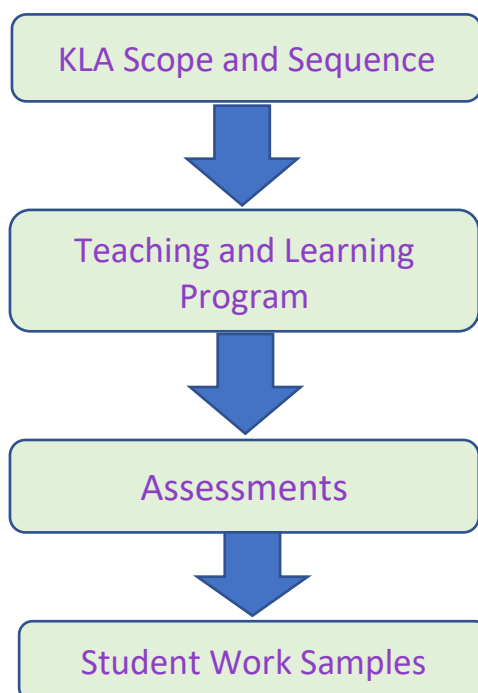 KLA Scope and Sequence
Teaching and Learning
Program
Assessments
Student Work Samples